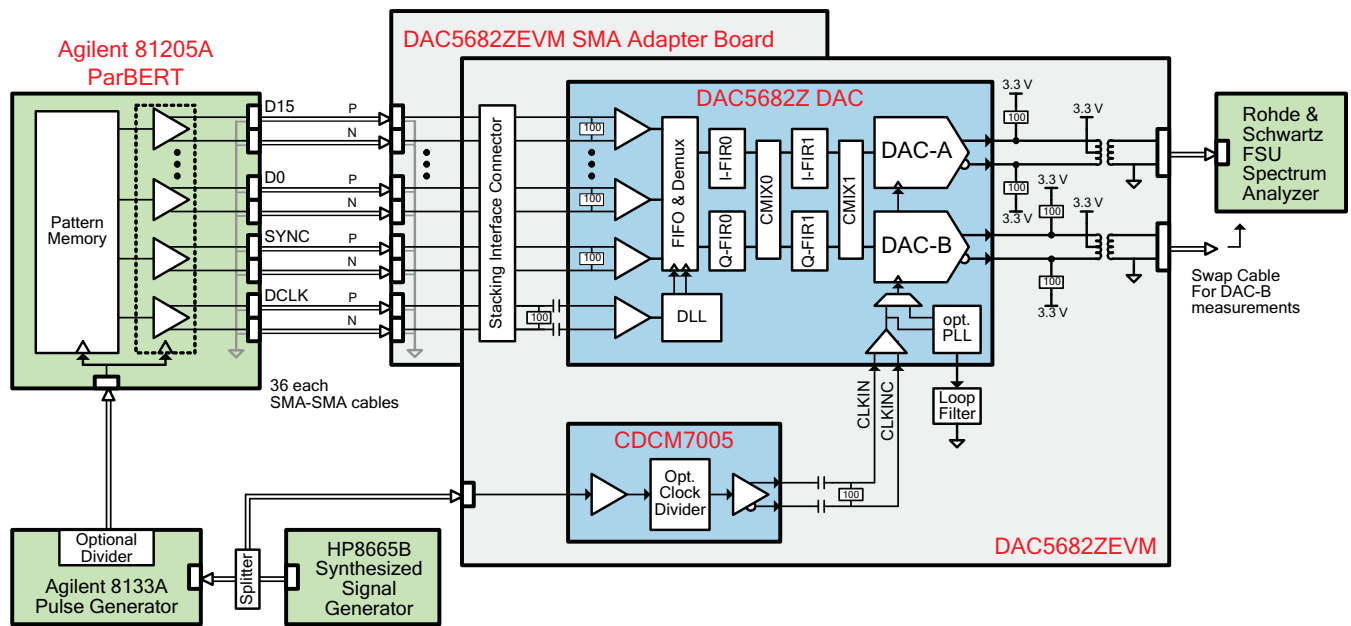 Agilent 81205A
ParBERT
Pattern
Memory
D15
P
N
D0
P
N
SYNC
P
N
DCLK
P
N
36 each
SMA-SMA cables
DAC5682ZEVM SMA Adapter Board
Stacking Interface Connector
DAC5682Z DAC
100
100
100
100
FIFO & Demux
DLL
I-FIR0
Q-FIR0
CMIX0
I-FIR1
Q-FIR1
CMIX1
DAC-A
DAC-B
opt.
PLL
Loop
Filter
CLKIN
CLKINC
3.3 V
100
3.3 V
100
3.3 V
3.3 V
100
3.3 V
100
3.3 V
Rohde &
Schwartz
FSU
Spectrum
Analyzer
Swap Cable
For DAC-B
measurements
CDCM7005
Opt.
Clock
Divider
100
DAC5682ZEVM
Optional
Divider
Agilent 8133A
Pulse Generator
Splitter
HP8665B
Synthesized
Signal
Generator